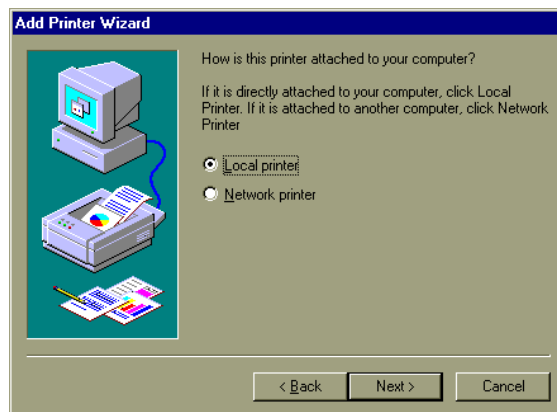 Add Printer Wizard
How is this printer attached to your computer?
If it is directly attached to your computer, click Local
Printer. If it is attached to another computer, click Network
Printer
Local printer
Network printer
< Back
Next >
Cancel